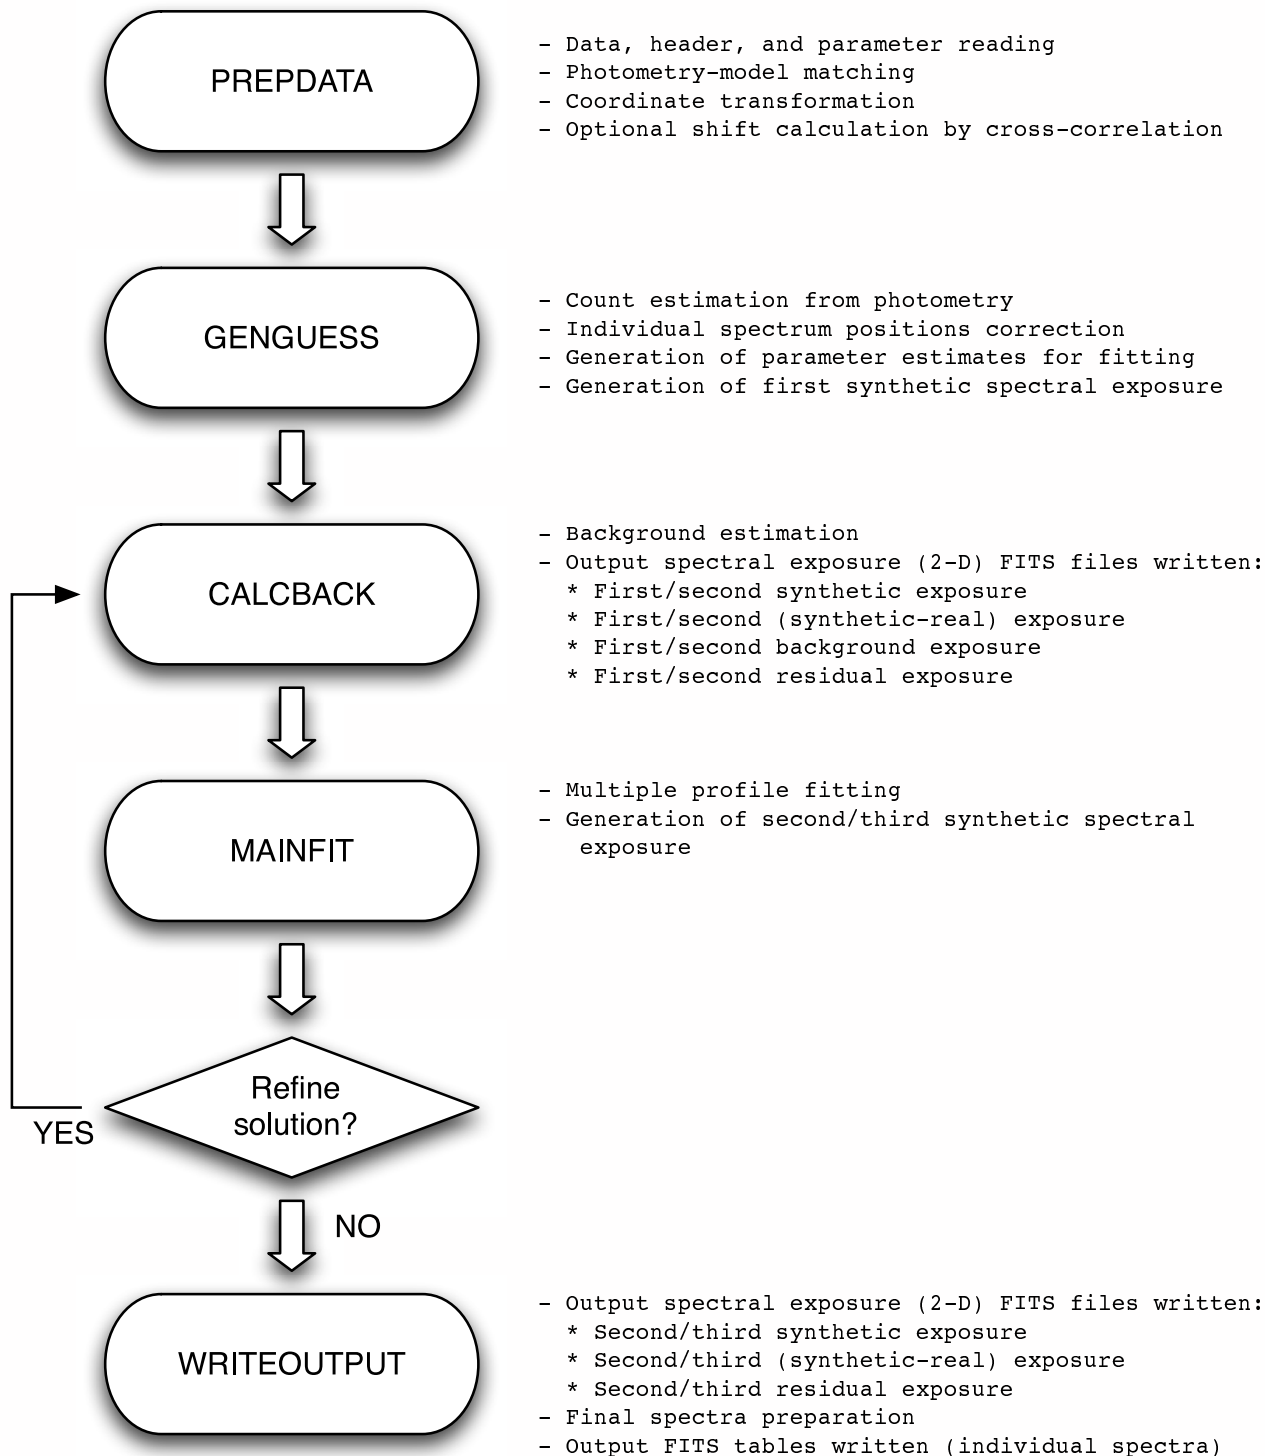 PREPDATA
- Data, header, and parameter reading
- Photometry-model matching
- Coordinate transformation
- Optional shift calculation by cross-correlation
GENGUESS
- Count estimation from photometry
- Individual spectrum positions correction
- Generation of parameter estimates for fitting
- Generation of first synthetic spectral exposure
CALCBACK
- Background estimation
- Output spectral exposure (2-D) FITS files written:
* First/second synthetic exposure
* First/second (synthetic-real) exposure
* First/second background exposure
* First/second residual exposure
MAINFIT
- Multiple profile fitting
- Generation of second/third synthetic spectral
exposure
Refine
solution?
YES
NO
WRITEOUTPUT
- Output spectral exposure (2-D) FITS files written:
* Second/third synthetic exposure
* Second/third (synthetic-real) exposure
* Second/third residual exposure
- Final spectra preparation
- Output FITS tables written (individual spectra)